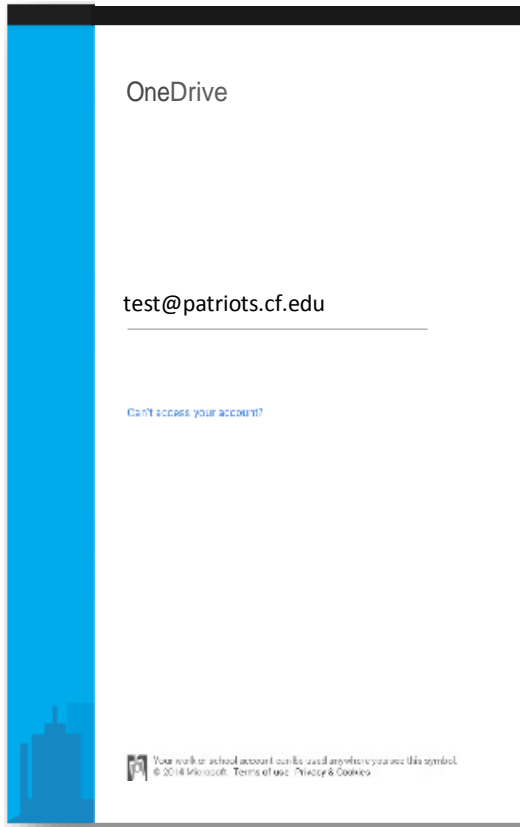 OneDrive
test@patriots.cf.edu
Can't access your account?
Your work or school account can be used anywhere you see this symbol.
© 2014 Microsoft Terms of use Privacy & Cookies